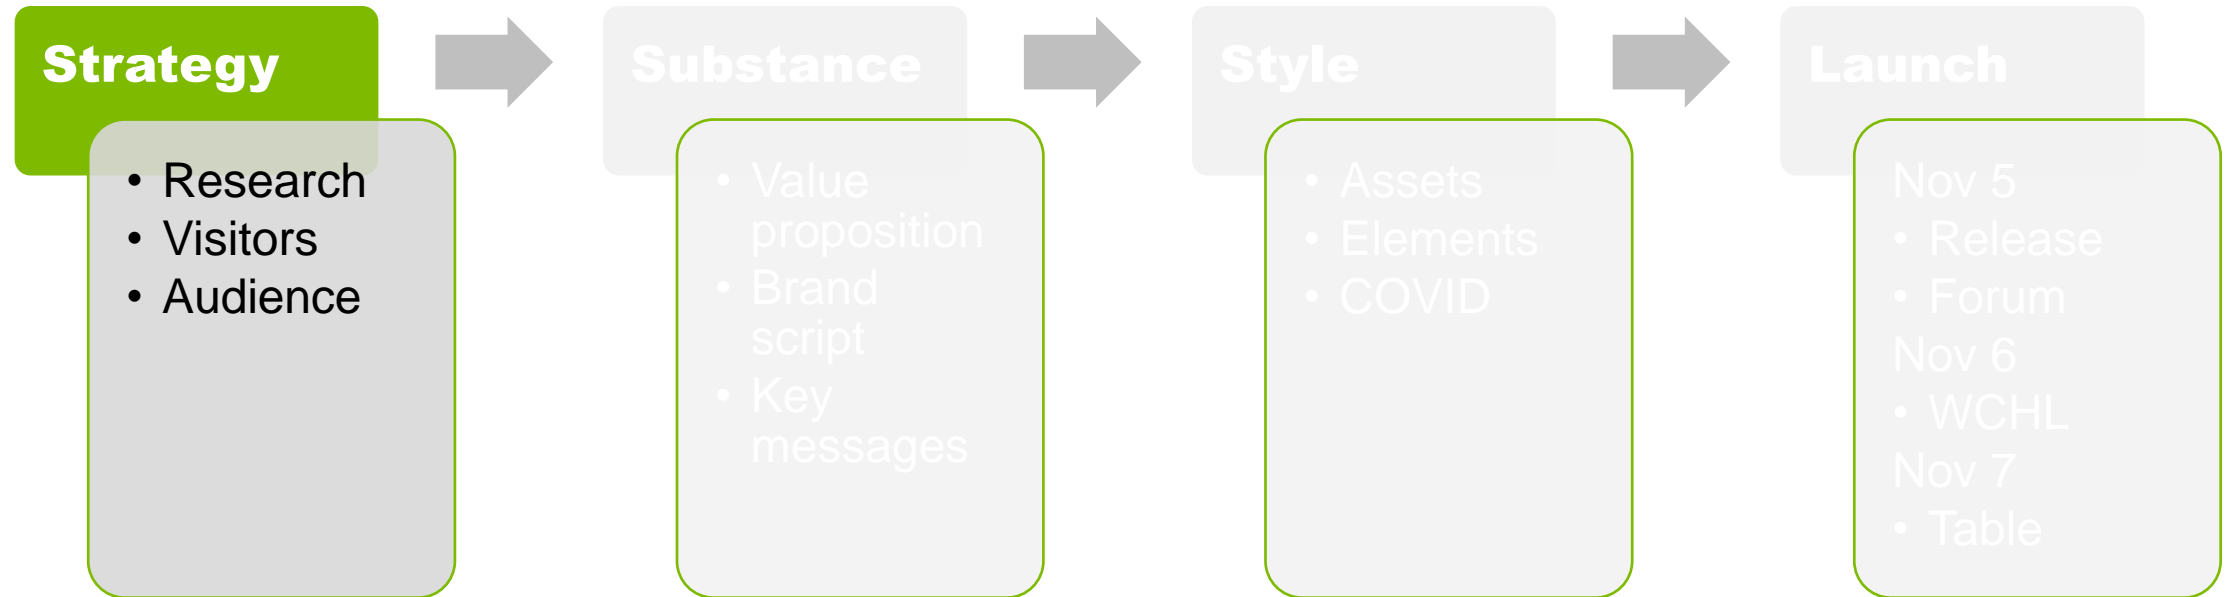 Strategy
• Research
• Visitors
• Audience
Substance
• Value
proposition
• Brand
script
• Key
messages
Style
• Assets
• Elements
• COVID
Launch
Nov 5
• Release
• Forum
Nov 6
• WCHL
Nov 7
• Table